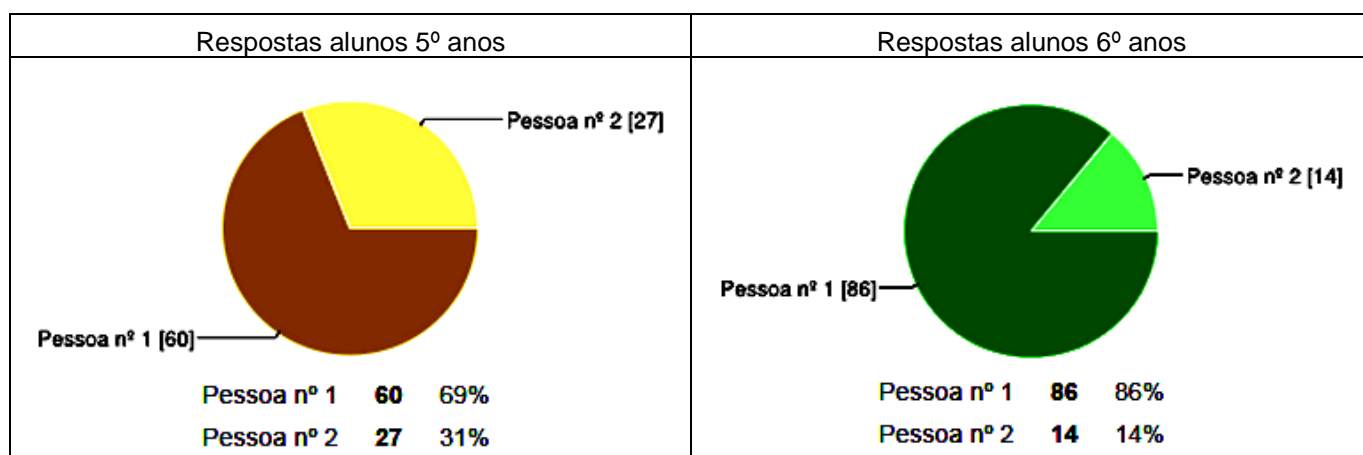 Respostas alunos 5º anos
Pessoa nº 2 [27]
Pessoa nº 1 [60]
Pessoa nº 1 60 69%
Pessoa nº 2 27 31%
Respostas alunos 6º anos
Pessoa nº 2 [14]
Pessoa nº 1 [86]
Pessoa nº 1 86 86%
Pessoa nº 2 14 14%